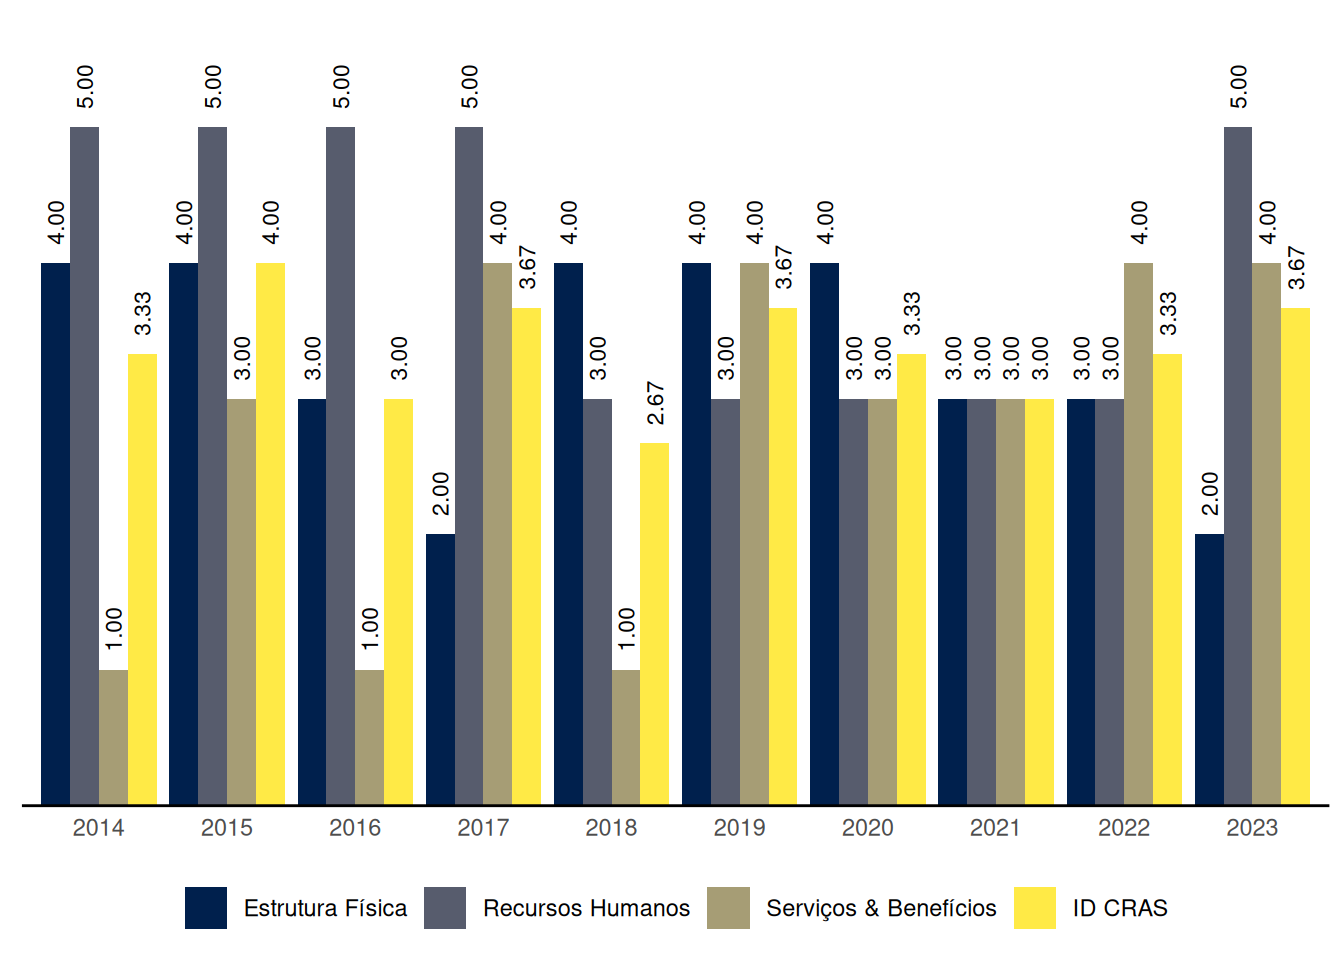 5.00 5.00 5.00 5.00 5.00
4.00 4.00 4.00 4.00 4.00 4.00 4.00 4.00 4.00 4.00
3.67 3.67 3.67
3.33 3.33 3.33
3.00 3.00 3.00 3.00 3.00 3.00 3.00 3.00 3.00 3.00 3.00 3.00 3.00
2.67
2.00 2.00
1.00 1.00 1.00
2014 2015 2016 2017 2018 2019 2020 2021 2022 2023
Estrutura Física Recursos Humanos Serviços & Benefícios ID CRAS